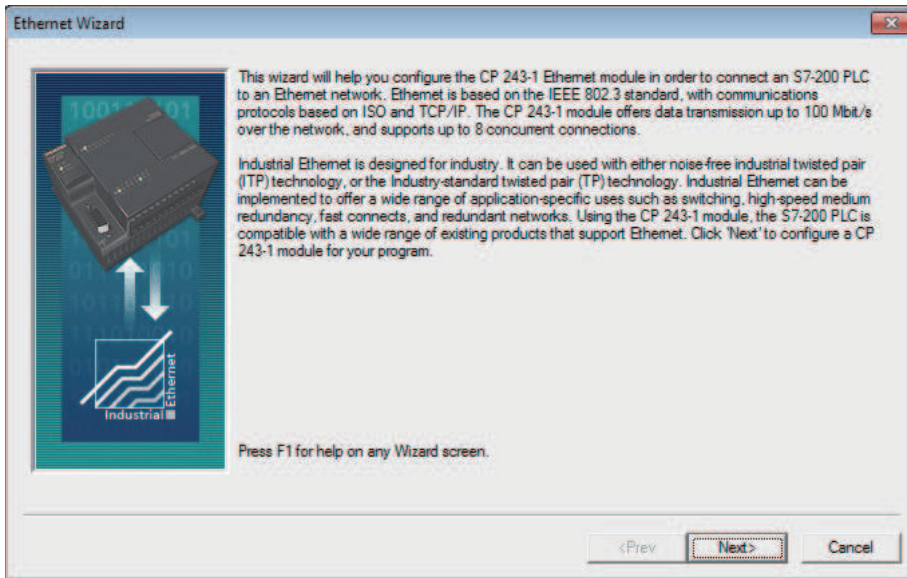 Ethernet Wizard
This wizard will help you configure the CP 243-1 Ethernet module in order to connect an S7-200 PLC
to an Ethernet network. Ethernet is based on the IEEE 802.3 standard, with communications
protocols based on ISO and TCP/IP. The CP 243-1 module offers data transmission up to 100 Mbit/s
over the network, and supports up to 8 concurrent connections.
Industrial Ethernet is designed for industry. It can be used with either noise-free industrial twisted pair
(ITP) technology, or the Industry-standard twisted pair (TP) technology. Industrial Ethernet can be
implemented to offer a wide range of application-specific uses such as switching, high-speed medium
redundancy, fast connects, and redundant networks. Using the CP 243-1 module, the S7-200 PLC is
compatible with a wide range of existing products that support Ethernet. Click 'Next' to configure a CP
243-1 module for your program.
Industrial
Ethernet
Press F1 for help on any Wizard screen.
<Prev
Next>
Cancel